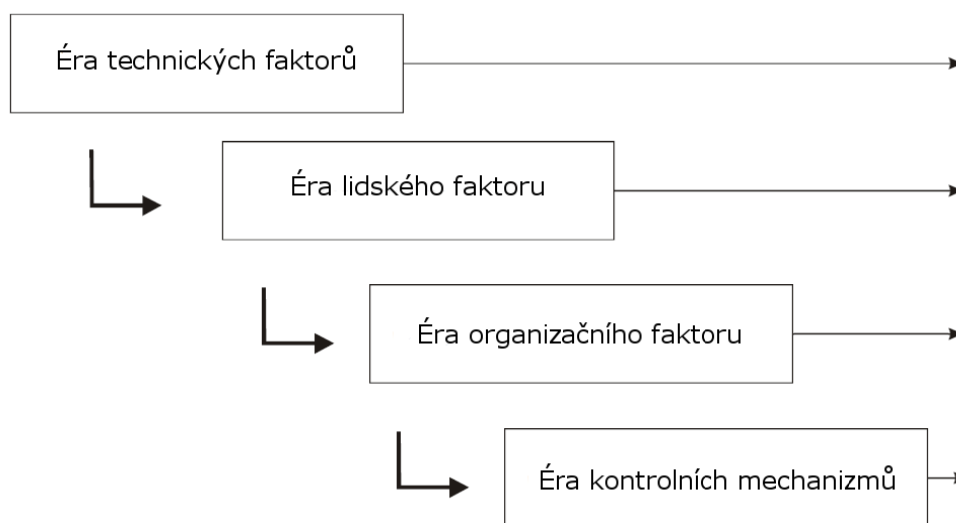 Éra technických faktorů
Éra lidského faktoru
Éra organizačního faktoru
Éra kontrolních mechanizmů